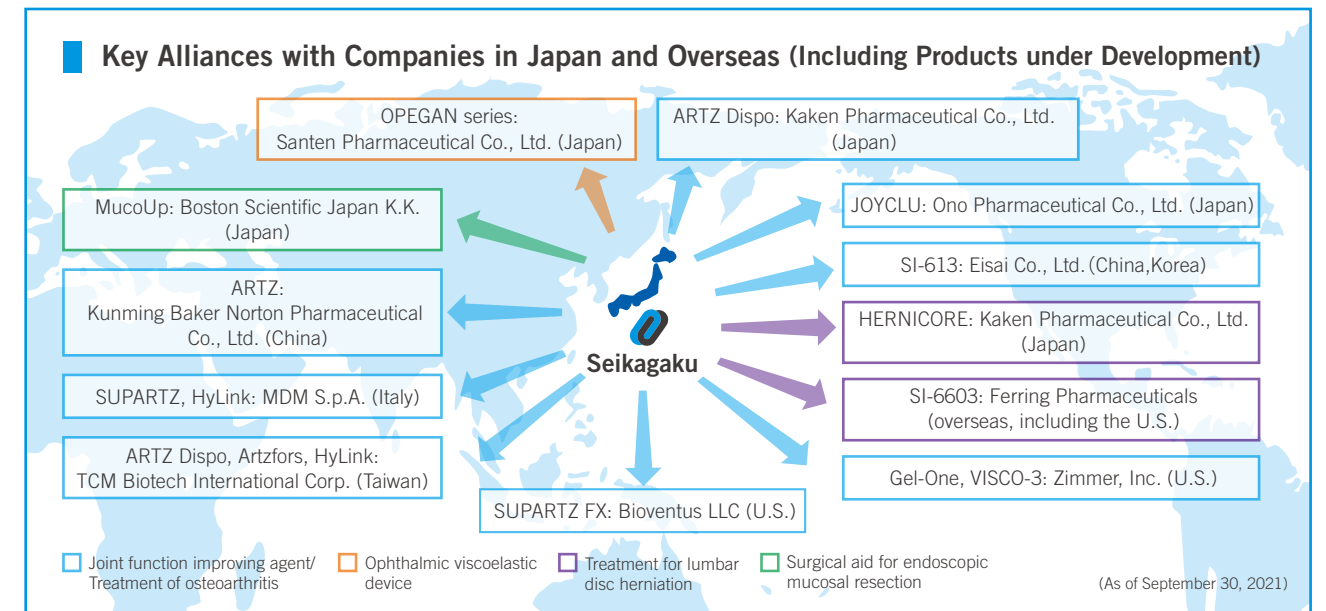 Key Alliances with Companies in Japan and Overseas (Including Products under Development)
OPEGAN series:
Santen Pharmaceutical Co., Ltd. (Japan)
ARTZ Dispo: Kaken Pharmaceutical Co., Ltd.
(Japan)
MucoUp: Boston Scientific Japan K.K.
(Japan)
JOYCLU: Ono Pharmaceutical Co., Ltd. (Japan)
SI-613: Eisai Co., Ltd. (China,Korea)
ARTZ:
Kunming Baker Norton Pharmaceutical
Co., Ltd. (China)
HERNICORE: Kaken Pharmaceutical Co., Ltd.
(Japan)
Seikagaku
SUPARTZ, HyLink: MDM S.p.A. (Italy)
SI-6603: Ferring Pharmaceuticals
(overseas, including the U.S.)
ARTZ Dispo, Artzfors, HyLink:
TCM Biotech International Corp. (Taiwan)
Gel-One, VISCO-3: Zimmer, Inc. (U.S.)
SUPARTZ FX: Bioventus LLC (U.S.)
Joint function improving agent/
Treatment of osteoarthritis
Ophthalmic viscoelastic
device
Treatment for lumbar
disc herniation
Surgical aid for endoscopic
mucosal resection
(As of September 30, 2021)